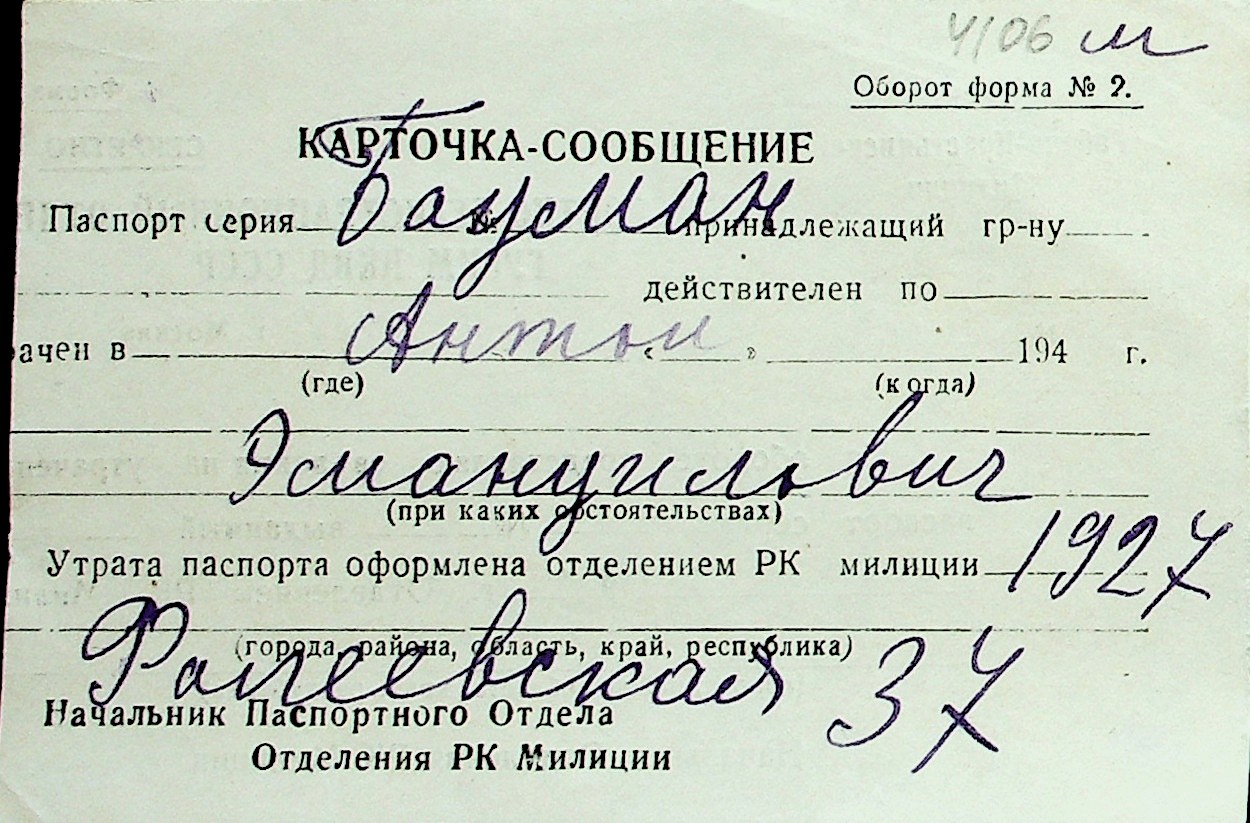 4106 м
Оборот форма № 2.
КАРТОЧКА-СООБЩЕНИЕ
Паспорт серия № принадлежащий гр-ну
Бауман
действителен по
ачен в « » 194 г.
Антон
(где) (когда)
Эмануилович
(при каких обстоятельствах)
Утрата паспорта оформлена отделением РК милиции 1927
(города, района, область, край, республика)
37
Начальник Паспортного Отдела
Отделения РК Милиции